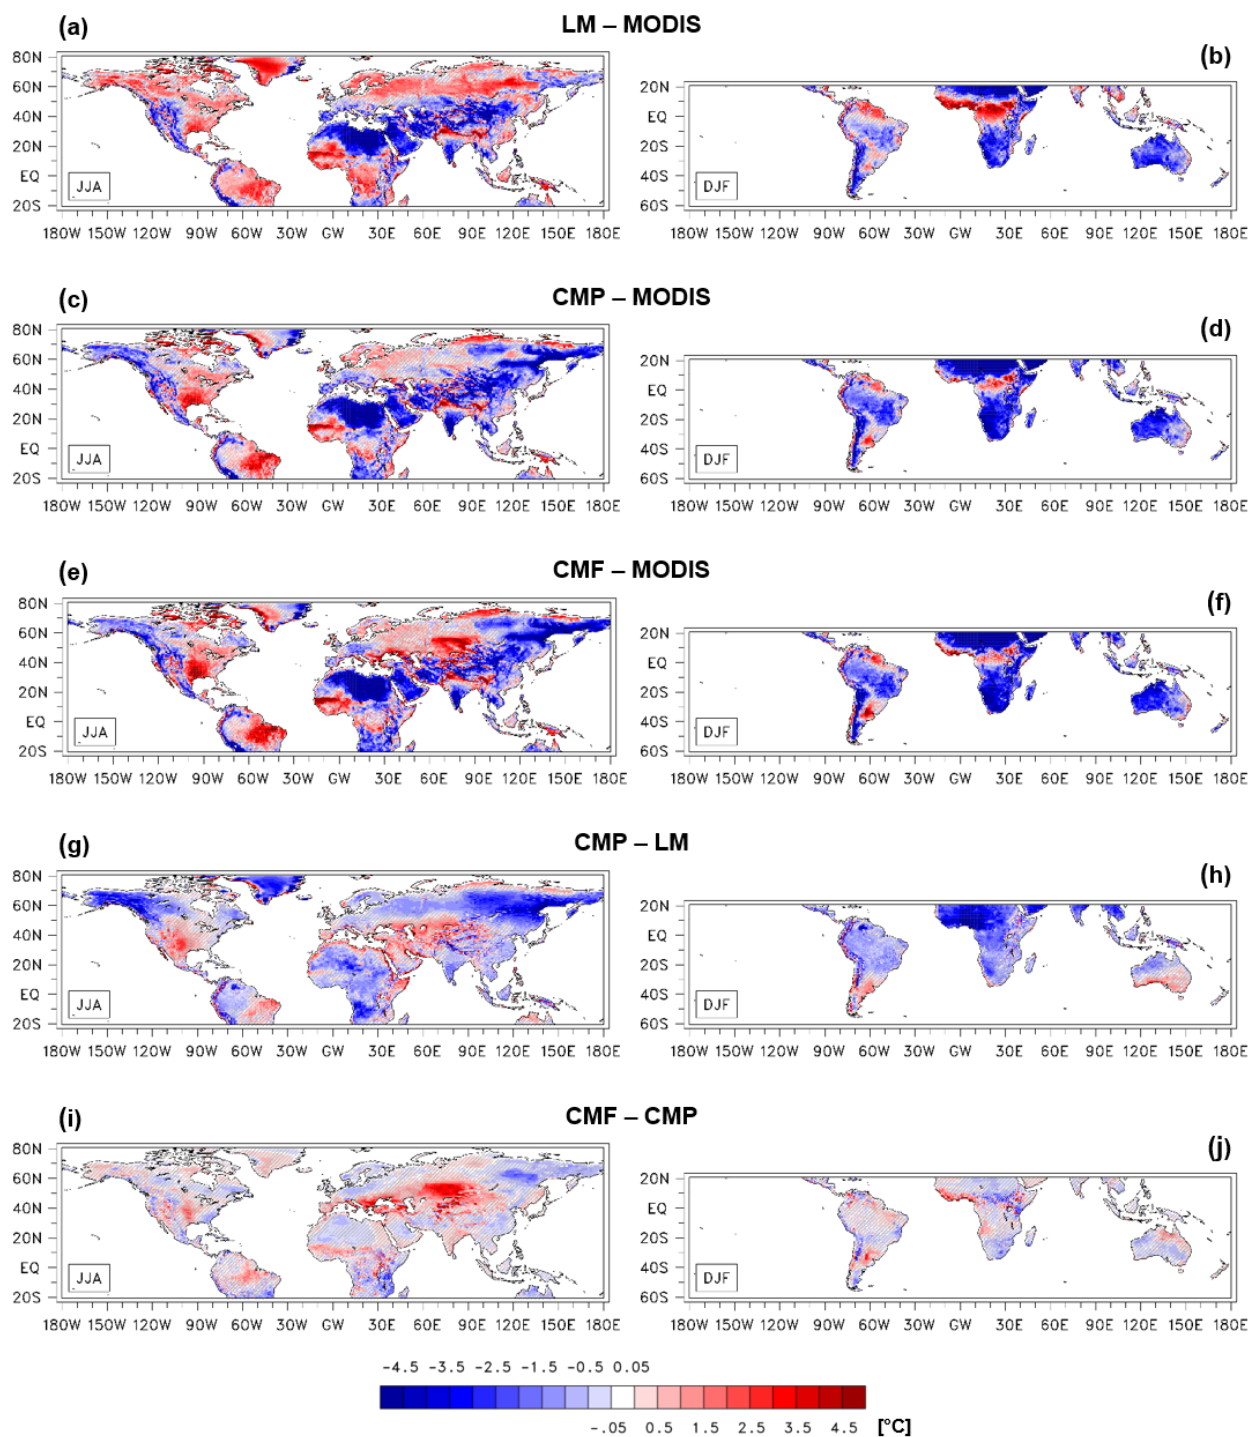 (a) LM – MODIS (b)
80N
60N
40N
20N
EQ
20S
JJA
180W 150W 120W 90W 60W 30W GW 30E 60E 90E 120E 150E 180E
20N
EQ
20S
40S
60S
DJF
180W 150W 120W 90W 60W 30W GW 30E 60E 90E 120E 150E 180E
(c) CMP – MODIS (d)
80N
60N
40N
20N
EQ
20S
JJA
180W 150W 120W 90W 60W 30W GW 30E 60E 90E 120E 150E 180E
20N
EQ
20S
40S
60S
DJF
180W 150W 120W 90W 60W 30W GW 30E 60E 90E 120E 150E 180E
(e) CMF – MODIS (f)
80N
60N
40N
20N
EQ
20S
JJA
180W 150W 120W 90W 60W 30W GW 30E 60E 90E 120E 150E 180E
20N
EQ
20S
40S
60S
DJF
180W 150W 120W 90W 60W 30W GW 30E 60E 90E 120E 150E 180E
(g) CMP – LM (h)
80N
60N
40N
20N
EQ
20S
JJA
180W 150W 120W 90W 60W 30W GW 30E 60E 90E 120E 150E 180E
20N
EQ
20S
40S
60S
DJF
180W 150W 120W 90W 60W 30W GW 30E 60E 90E 120E 150E 180E
(i) CMF – CMP (j)
80N
60N
40N
20N
EQ
20S
JJA
180W 150W 120W 90W 60W 30W GW 30E 60E 90E 120E 150E 180E
20N
EQ
20S
40S
60S
DJF
180W 150W 120W 90W 60W 30W GW 30E 60E 90E 120E 150E 180E
-4.5 -3.5 -2.5 -1.5 -0.5 0.05
-.05 0.5 1.5 2.5 3.5 4.5 [°C]